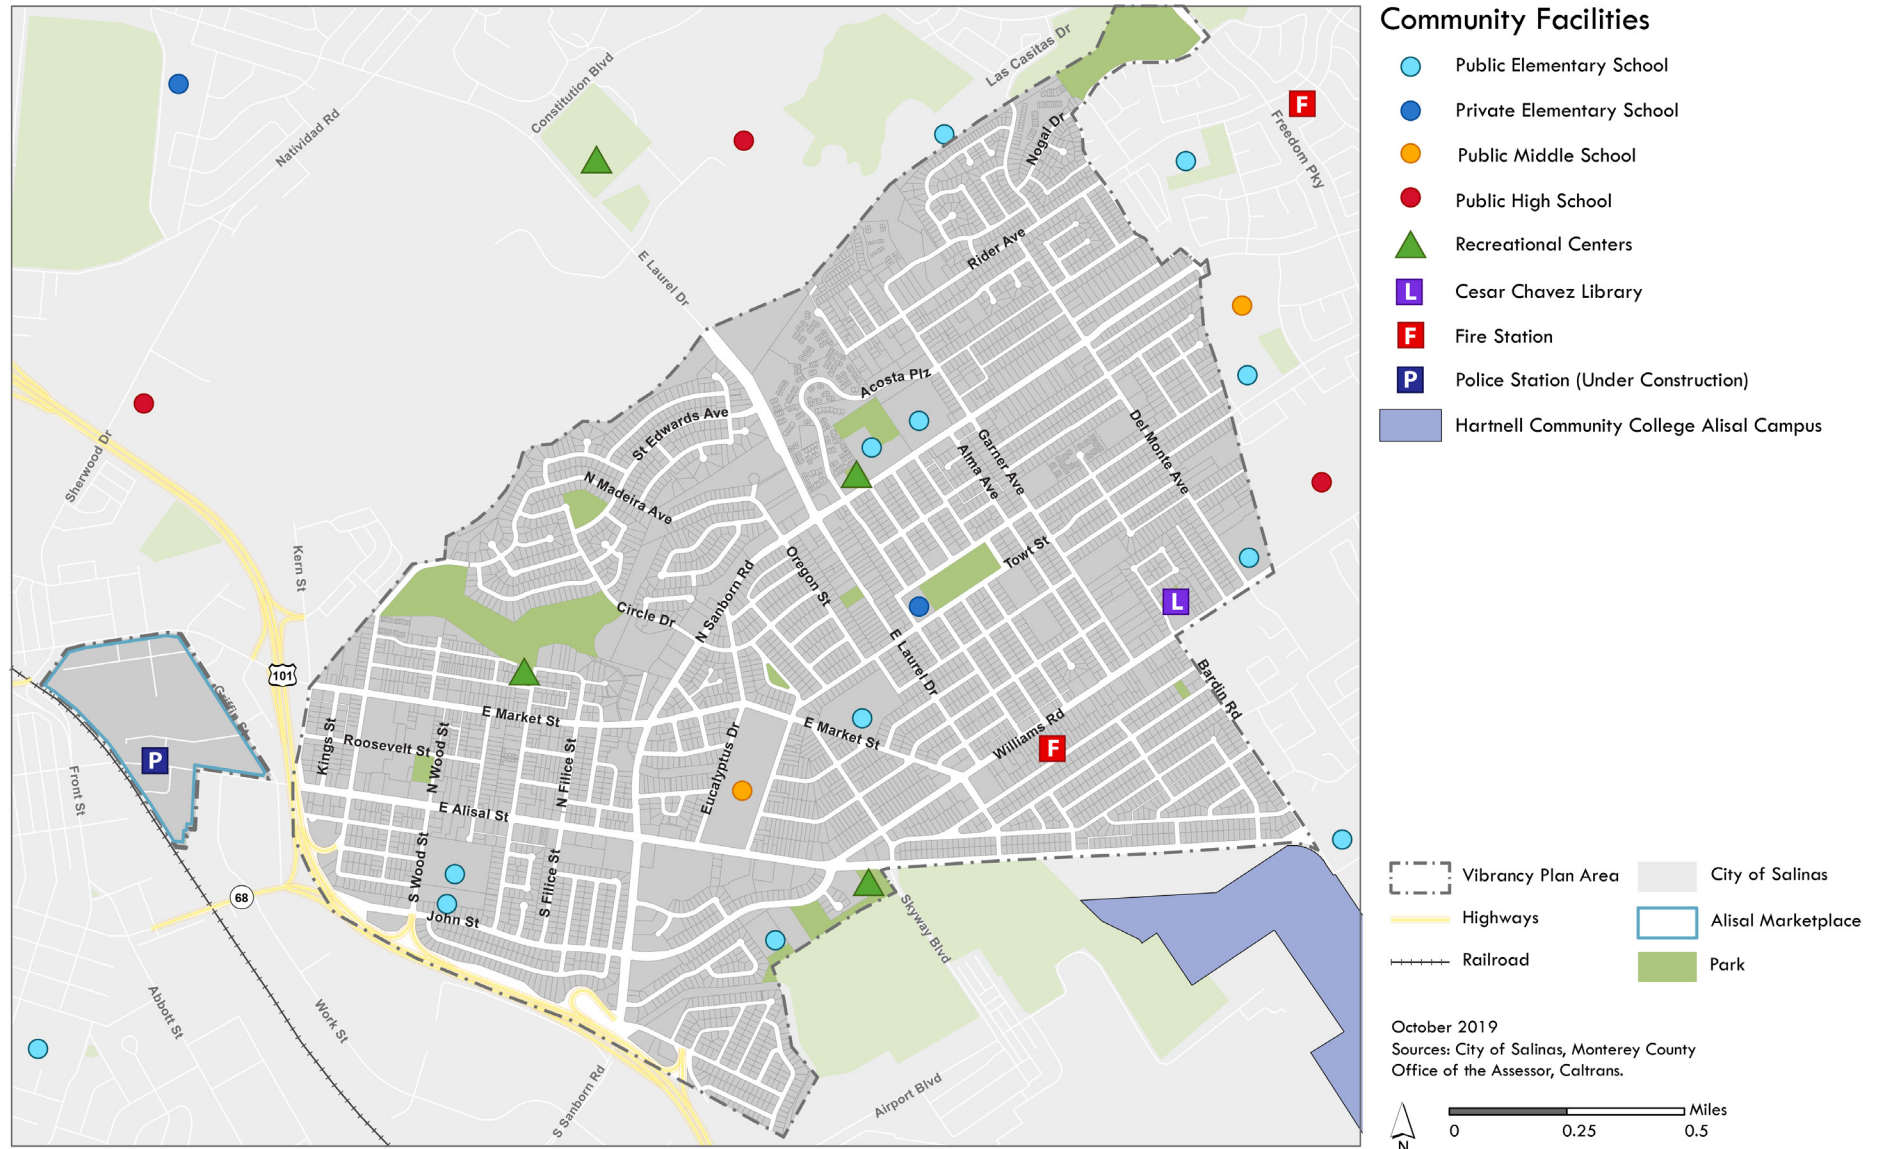 Community Facilities
Public Elementary School
Private Elementary School
Public Middle School
Public High School
Recreational Centers
L Cesar Chavez Library
F Fire Station
P Police Station (Under Construction)
Hartnell Community College Alisal Campus
Las Casitas Dr
Constitution Blvd
Natividad Rd
F
Freedom Pky
Nogal Dr
Rider Ave
E Laurel Dr
Acosta Plz
St Edwards Ave
Sherwood Dr
N Madeira Ave
Garner Ave
Alma Ave
Del Monte Ave
Kern St
Oregon St
Towt St
N Sanborn Rd
Circle Dr
L
E Laurel Dr
101
Griffin St
Bardin Rd
E Market St
E Market St
Williams Rd
F
Kings St
Roosevelt St
N Wood St
N Filice St
Eucalyptus Dr
P
Front St
E Alisal St
S Wood St
S Filice St
68
John St
Skyway Blvd
Abbott St
Work St
S Sanborn Rd
Airport Blvd
Vibrancy Plan Area
City of Salinas
Highways
Alisal Marketplace
Railroad
Park
October 2019
Sources: City of Salinas, Monterey County
Office of the Assessor, Caltrans.
Miles
0 0.25 0.5
N